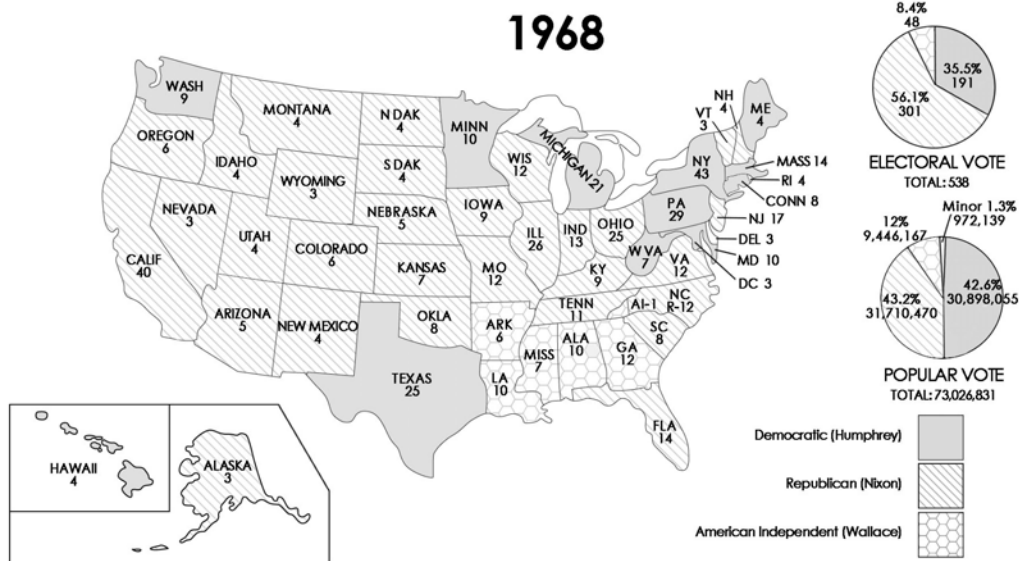 1968
WASH
9
OREGON
6
CALIF
40
NEVADA
3
IDAHO
4
MONTANA
4
WYOMING
3
UTAH
4
COLORADO
6
ARIZONA
5
NEW MEXICO
4
N DAK
4
S DAK
4
NEBRASKA
5
KANSAS
7
OKLA
8
TEXAS
25
MINN
10
IOWA
9
MO
12
ARK
6
LA
10
WIS
12
ILL
26
MICHIGAN 21
IND
13
OHIO
25
KY
9
TENN
11
MISS
7
ALA
10
GA
12
FLA
14
SC
8
AI-1
NC
R-12
VA
12
W VA
7
PA
29
NY
43
VT
3
NH
4
ME
4
MASS 14
RI 4
CONN 8
NJ 17
DEL 3
MD 10
DC 3
HAWAII
4
ALASKA
3
8.4%
48
35.5%
191
56.1%
301
ELECTORAL VOTE
TOTAL: 538
Minor 1.3%
972,139
12%
9,446,167
42.6%
30,898,055
43.2%
31,710,470
POPULAR VOTE
TOTAL: 73,026,831
Democratic (Humphrey)
Republican (Nixon)
American Independent (Wallace)